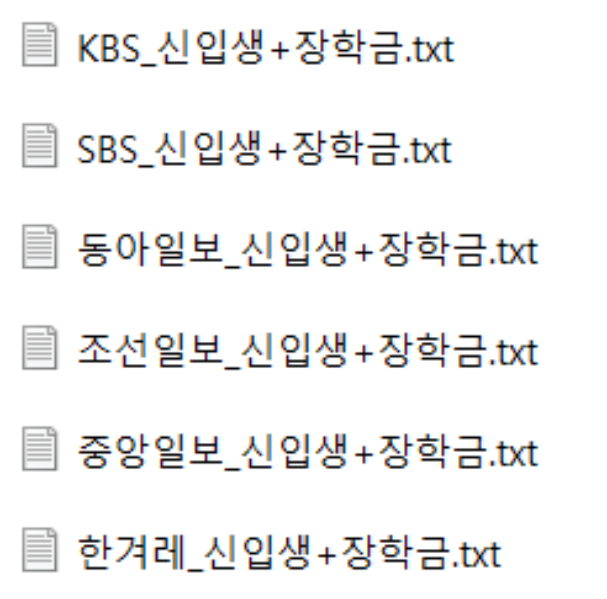 KBS_신입생+장학금.txt
SBS_신입생+장학금.txt
동아일보_신입생+장학금.txt
조선일보_신입생+장학금.txt
중앙일보_신입생+장학금.txt
한겨레_신입생+장학금.txt